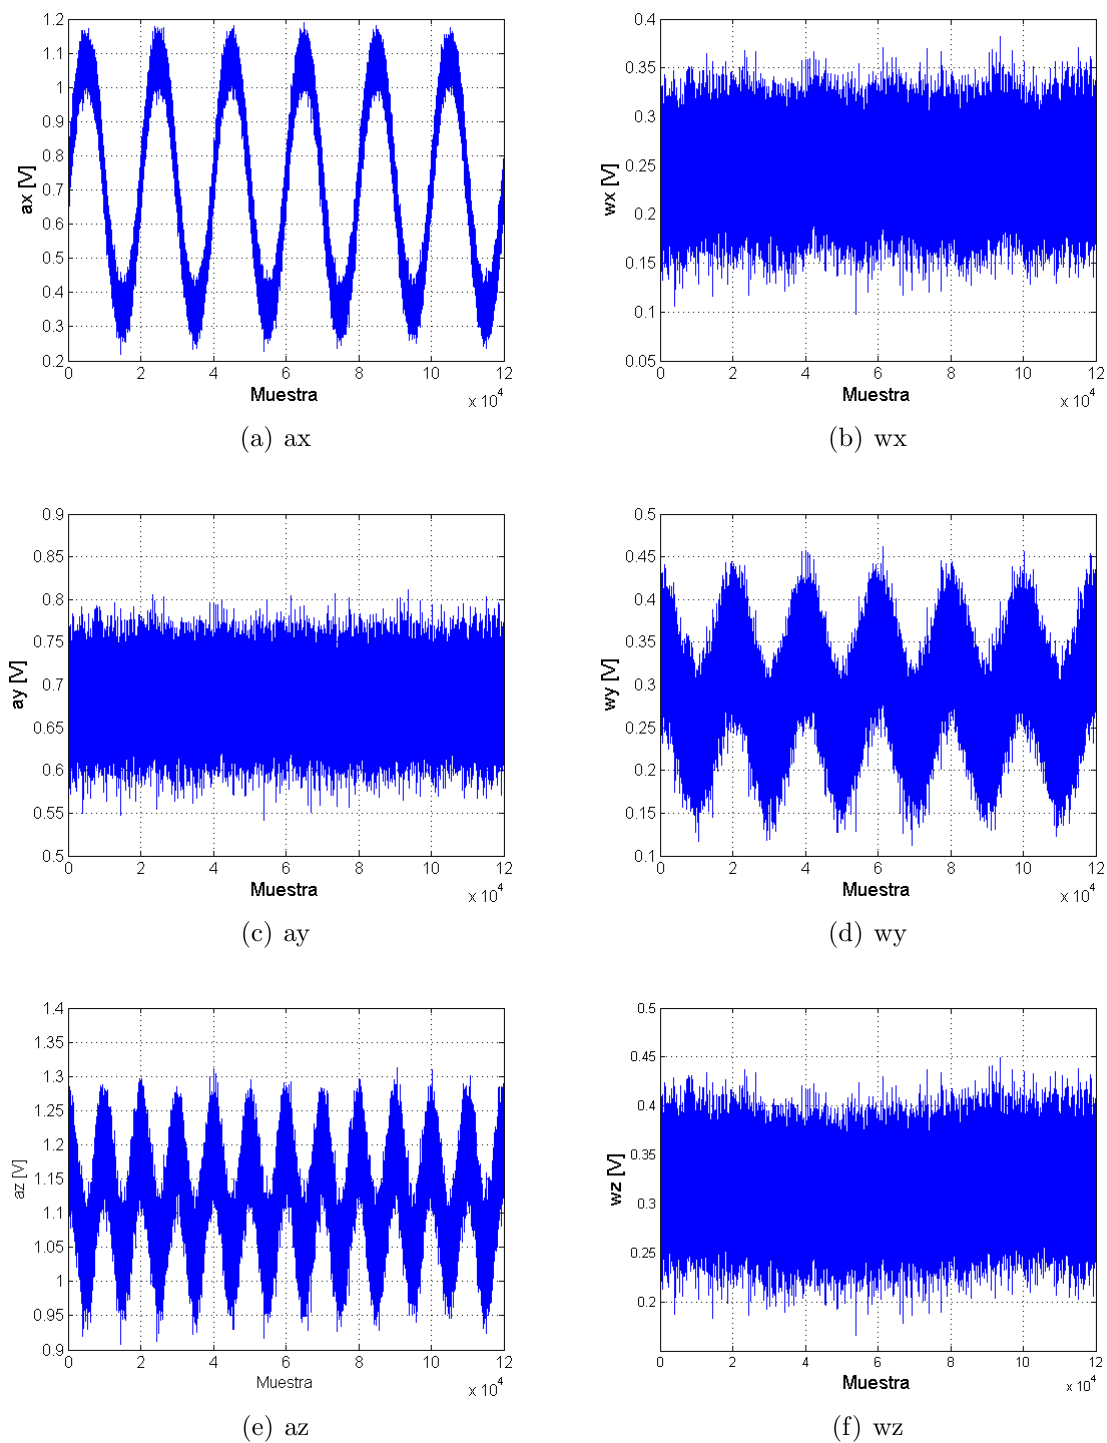 1.2
1.1
1
0.9
0.8
0.7
0.6
0.5
0.4
0.3
0.2
ax [V]
0 2 4 6 8 10 12
Muestra
x 10^4
(a) ax
0.4
0.35
0.3
0.25
0.2
0.15
0.1
0.05
wx [V]
0 2 4 6 8 10 12
Muestra
x 10^4
(b) wx
0.9
0.85
0.8
0.75
0.7
0.65
0.6
0.55
0.5
ay [V]
0 2 4 6 8 10 12
Muestra
x 10^4
(c) ay
0.5
0.45
0.4
0.35
0.3
0.25
0.2
0.15
0.1
wy [V]
0 2 4 6 8 10 12
Muestra
x 10^4
(d) wy
1.4
1.35
1.3
1.25
1.2
1.15
1.1
1.05
1
0.95
0.9
az [V]
0 2 4 6 8 10 12
Muestra
x 10^4
(e) az
0.5
0.45
0.4
0.35
0.3
0.25
0.2
wz [V]
0 2 4 6 8 10 12
Muestra
x 10^4
(f) wz